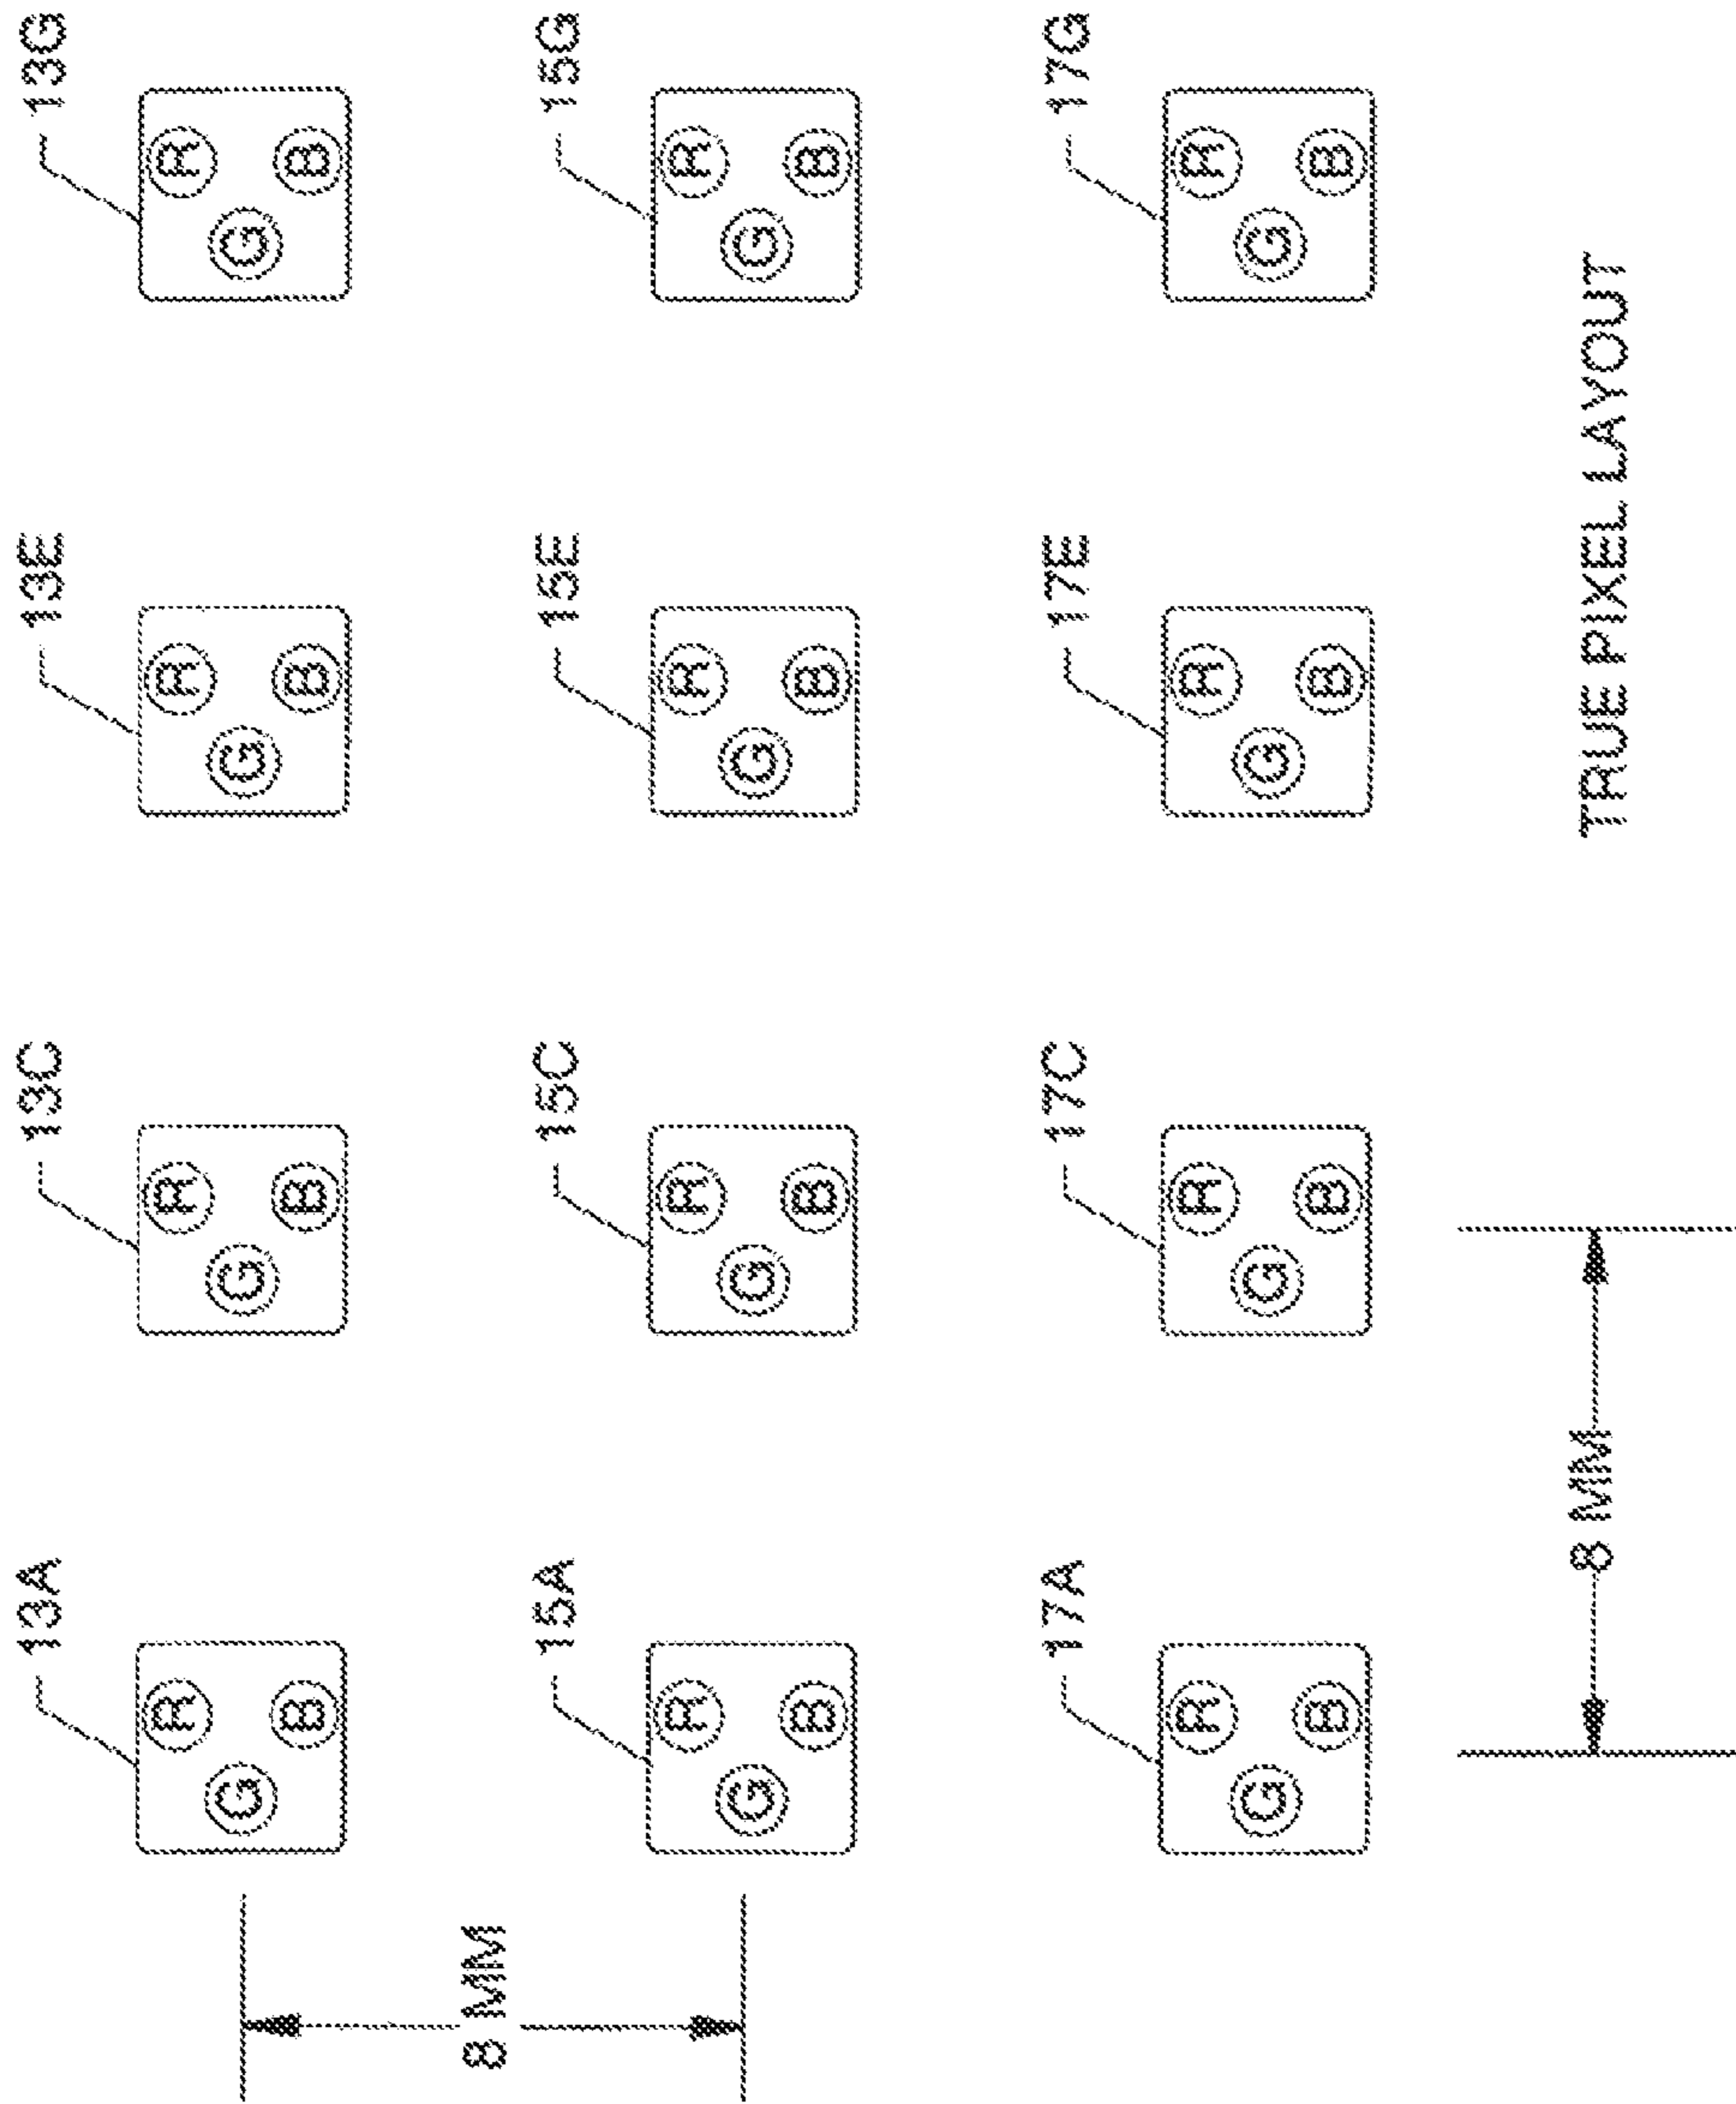 13A 13C 13E 13G
R R R R
G G G G
B B B B
8 MM
15A 15C 15E 15G
R R R R
G G G G
B B B B
17A 17C 17E 17G
R R R R
G G G G
B B B B
8 MM
TRUE PIXEL LAYOUT